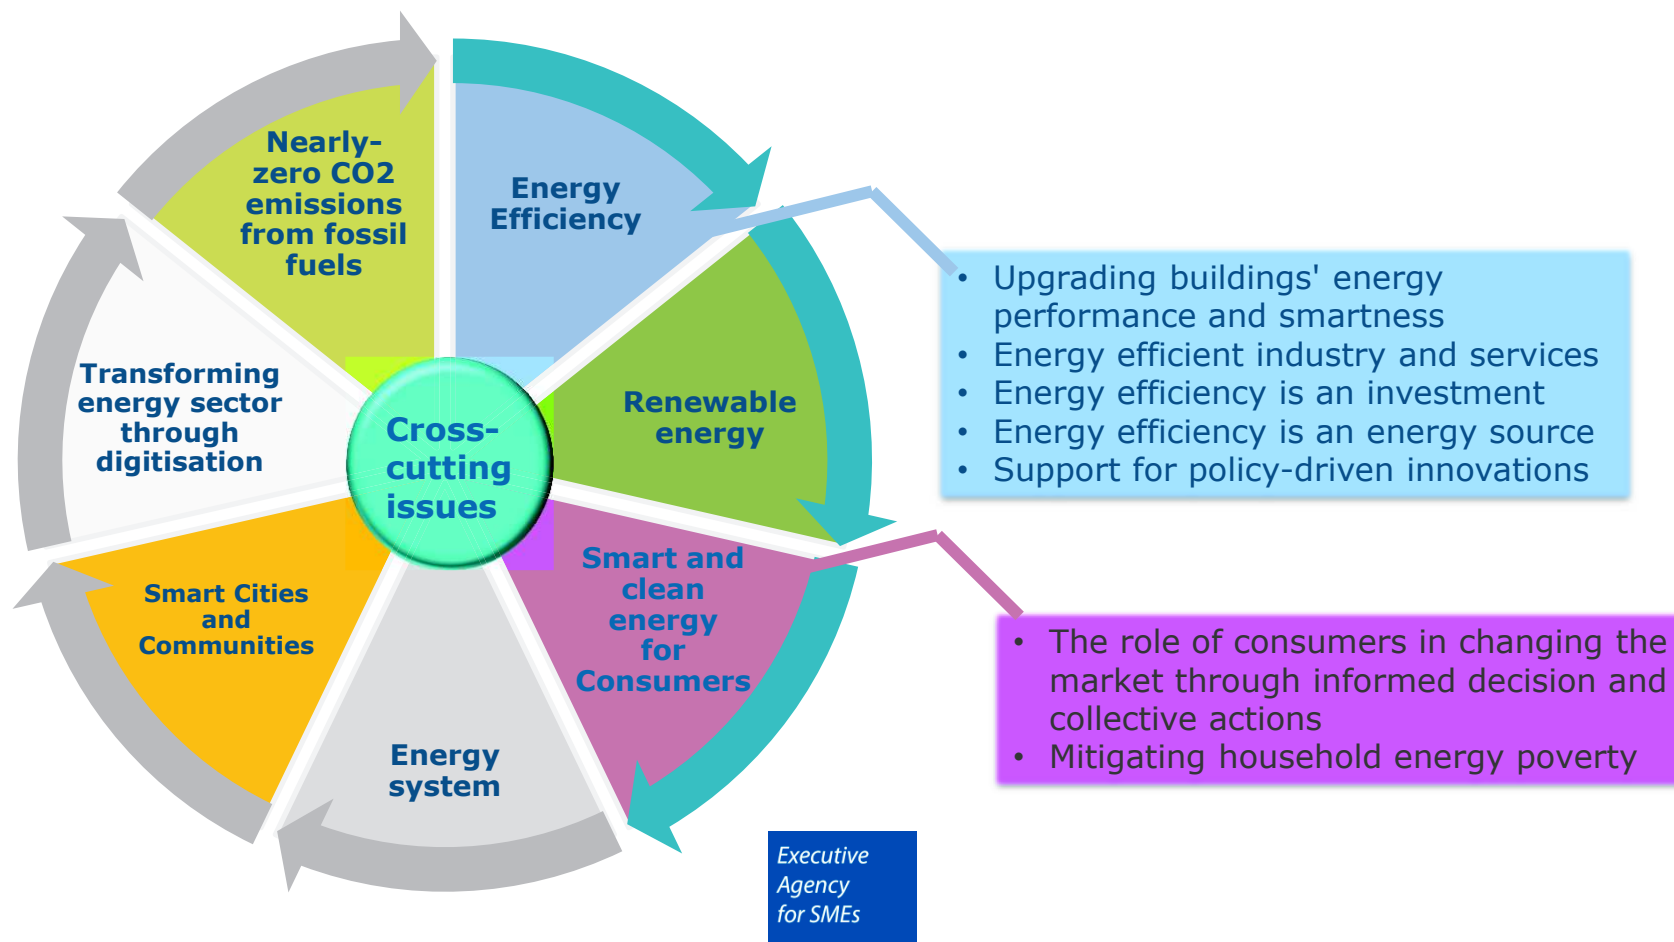 Nearly-
zero CO2
emissions
from fossil
fuels
Energy
Efficiency
Renewable
energy
Smart and
clean
energy
for
Consumers
Energy
system
Smart Cities
and
Communities
Transforming
energy sector
through
digitisation
Cross-
cutting
issues
• Upgrading buildings' energy
performance and smartness
• Energy efficient industry and services
• Energy efficiency is an investment
• Energy efficiency is an energy source
• Support for policy-driven innovations
• The role of consumers in changing the
market through informed decision and
collective actions
• Mitigating household energy poverty
Executive
Agency
for SMEs